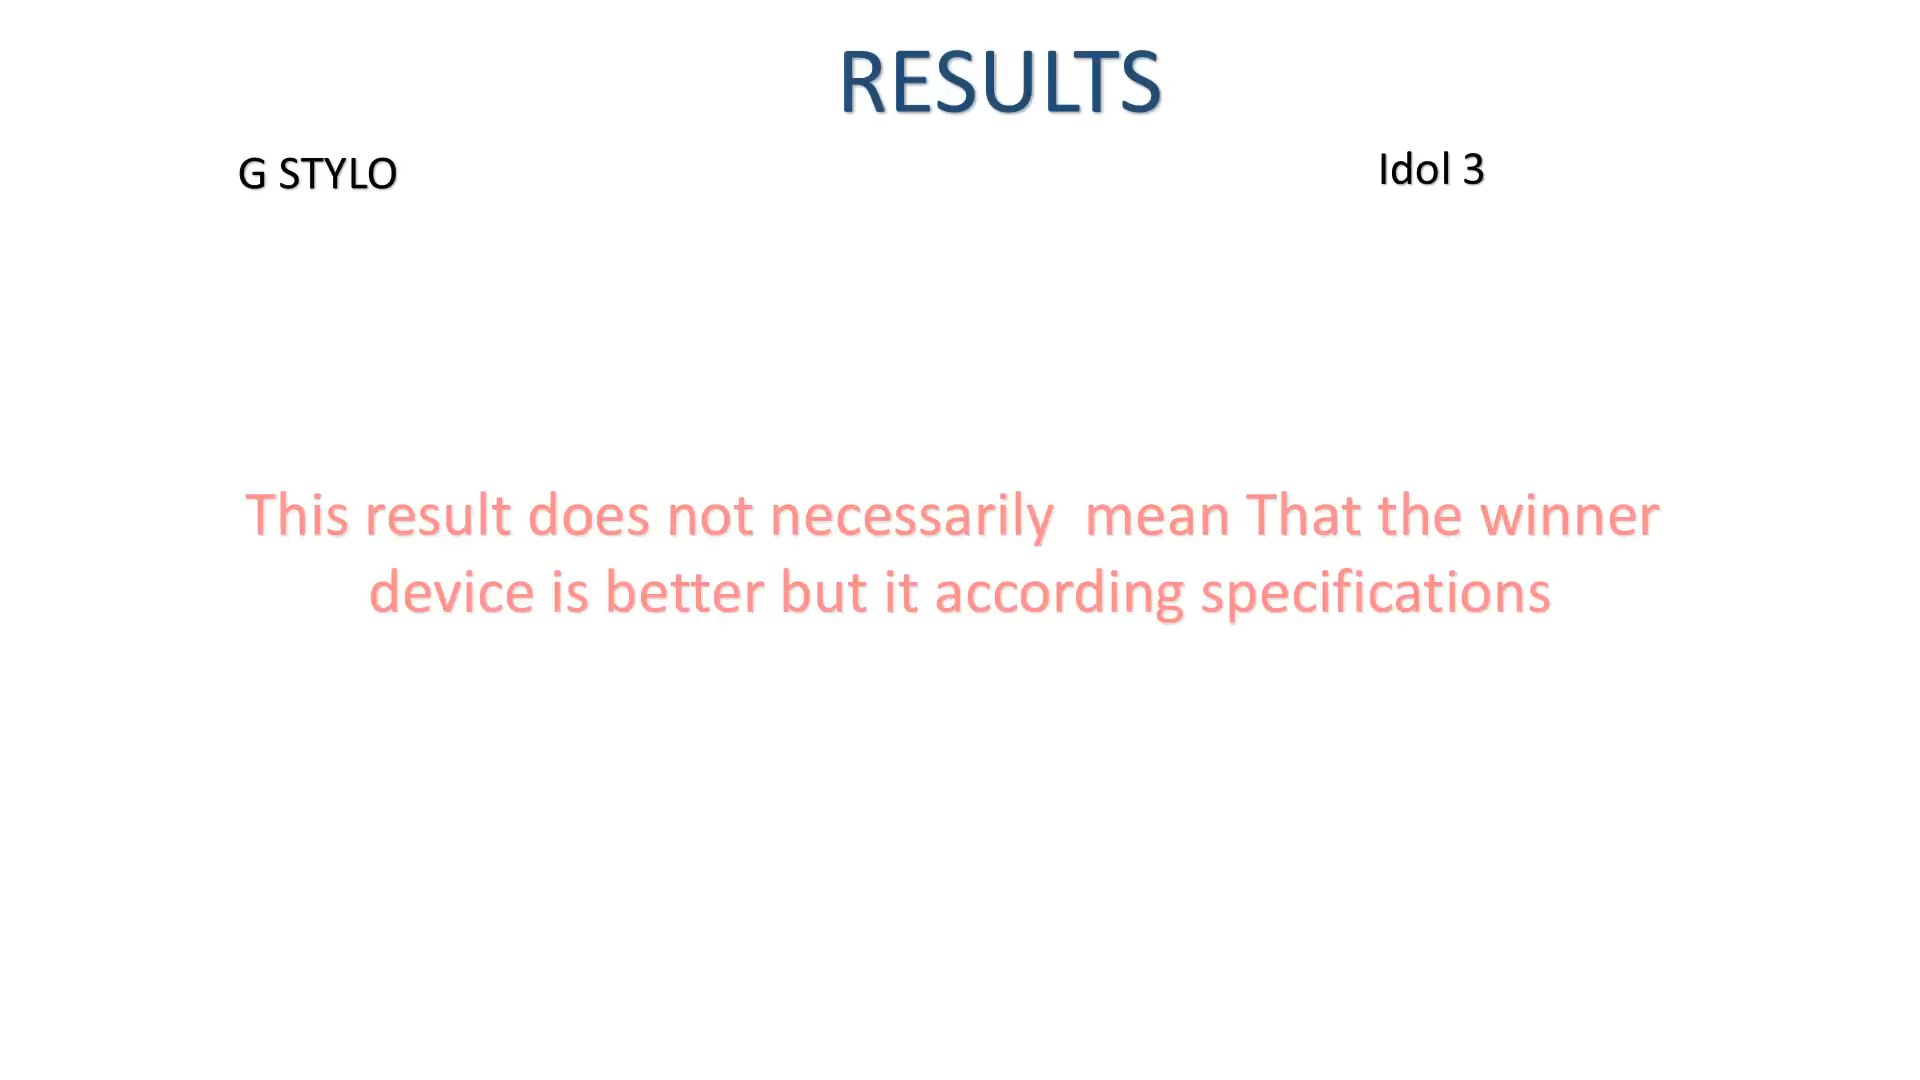 RESULTS
G STYLO
Idol 3
This result does not necessarily  mean That the winner
device is better but it according specifications